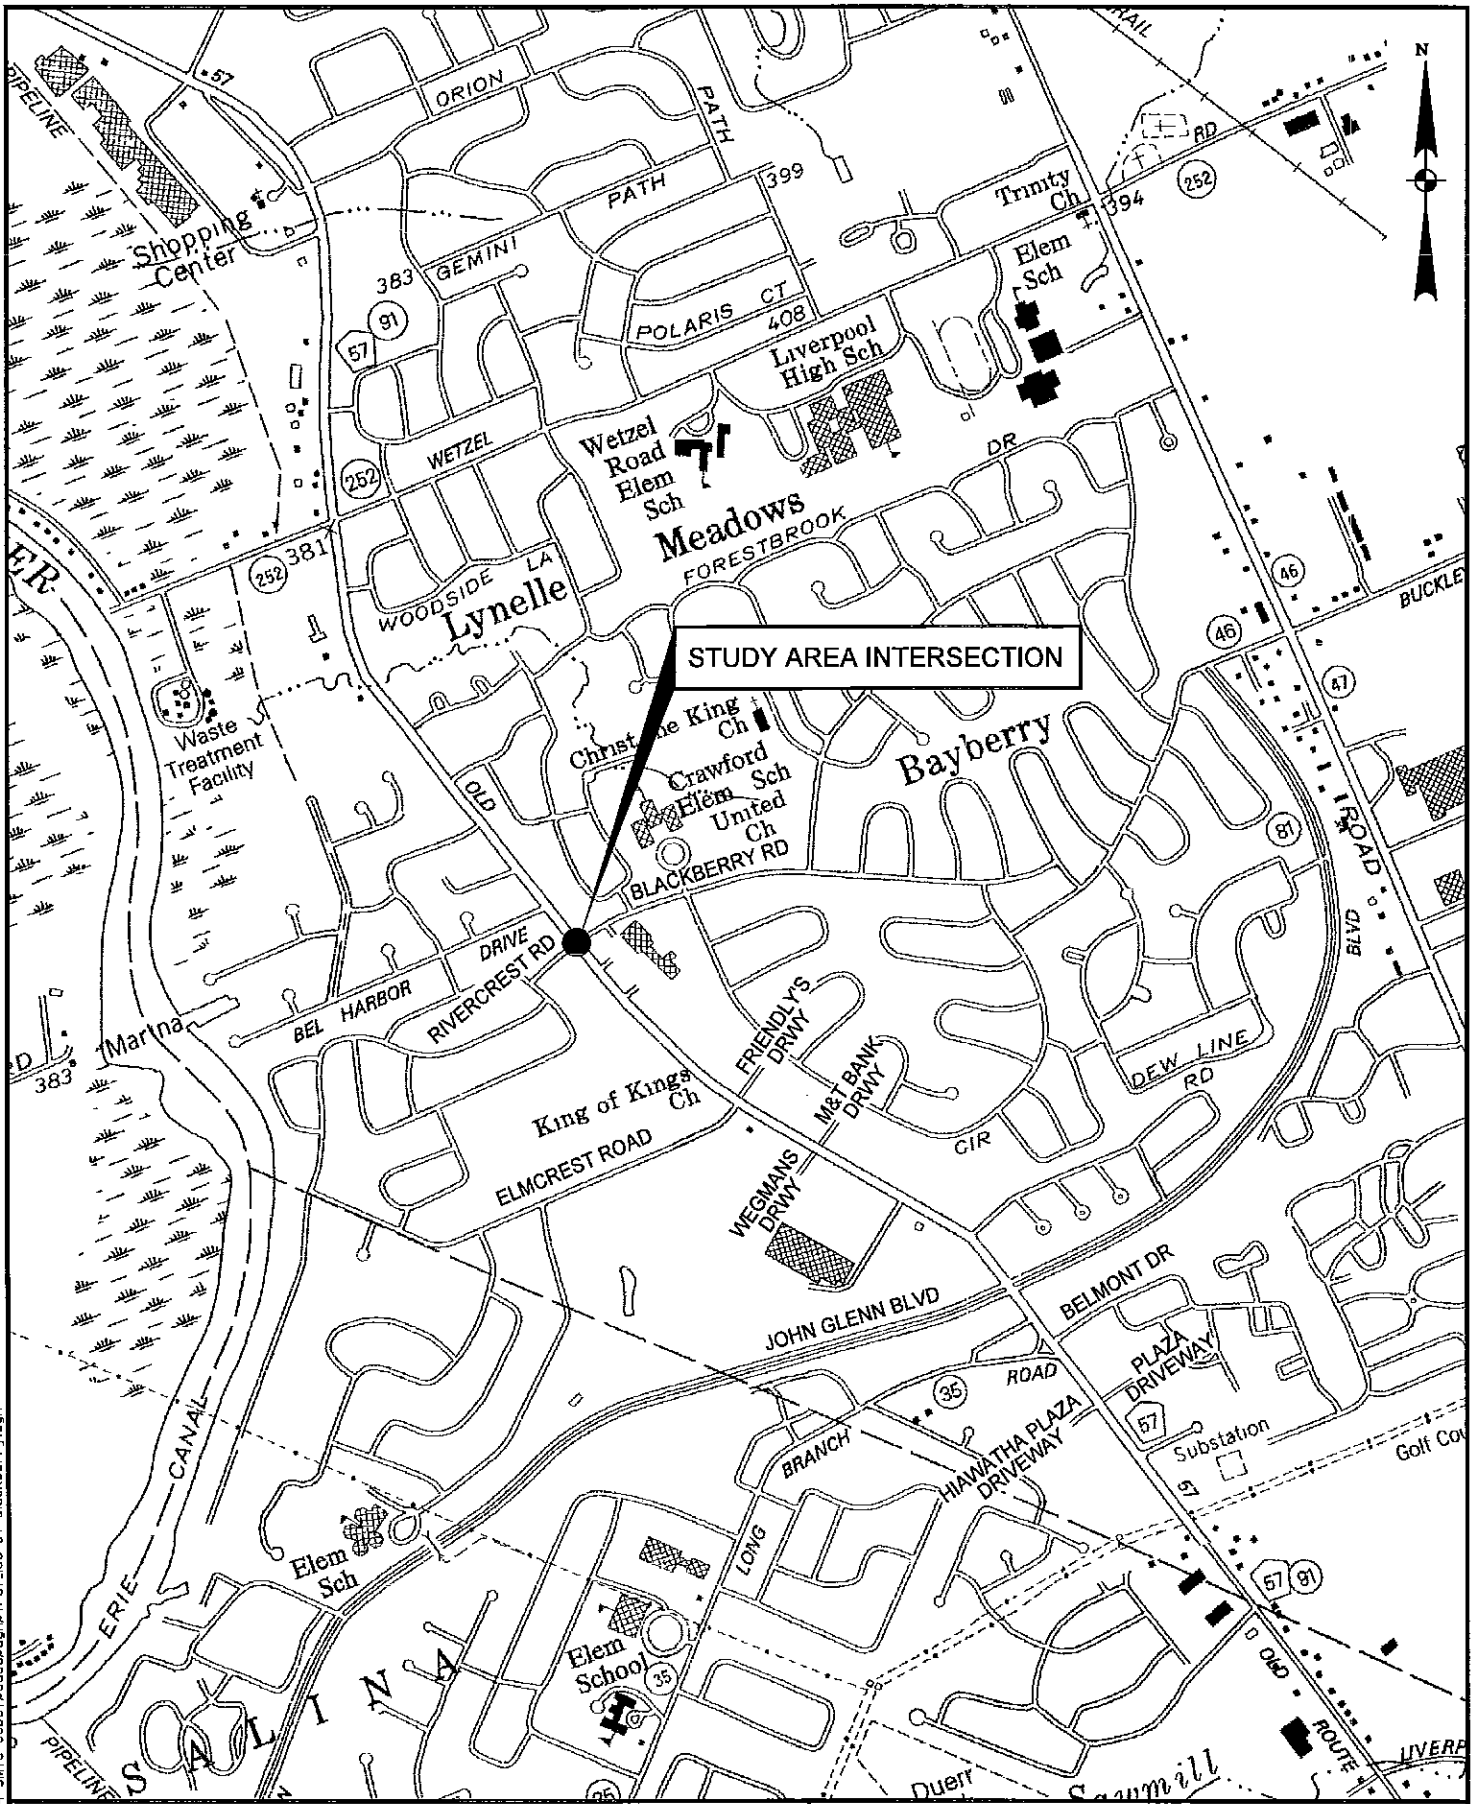 TRAIL
N
PIPELINE
57
ORION
PATH
RD
252
399
PATH
Trinity
Ch
394
Shopping
Center
383 GEMINI
Elem
Sch
91
57
POLARIS CT
408
Liverpool
High Sch
WETZEL
Wetzel
Road
Elem
Sch
DR
252
Meadows
FORESTBROOK
ER
381
252
WOODSIDE LA
Lynelle
46
BUCKLE
46
STUDY AREA INTERSECTION
47
Waste
Treatment
Facility
Ch
Bayberry
Crawford
Elem Sch
United
Ch
OLD
81
ROAD
BLACKBERRY RD
BLVD
DRIVE
RIVERCREST RD
BEL HARBOR
Marina
383
FRIENDLY'S
DRWY
M&T BANK
DRWY
DEW LINE
RD
King of Kings
Ch
CIR
ELMCREST ROAD
WEGMANS
DRWY
BELMONT DR
JOHN GLENN BLVD
PLAZA
DRIVEWAY
ROAD
35
HIAWATHA PLAZA
DRIVEWAY
57
Substation
Golf Cou
BRANCH
57
CANAL
LONG
Elem
Sch
57
91
ERIE
Elem
School
35
OLD
SALINA
ROUTE
LIVERP
PIPELINE
Duerr
Sawmill